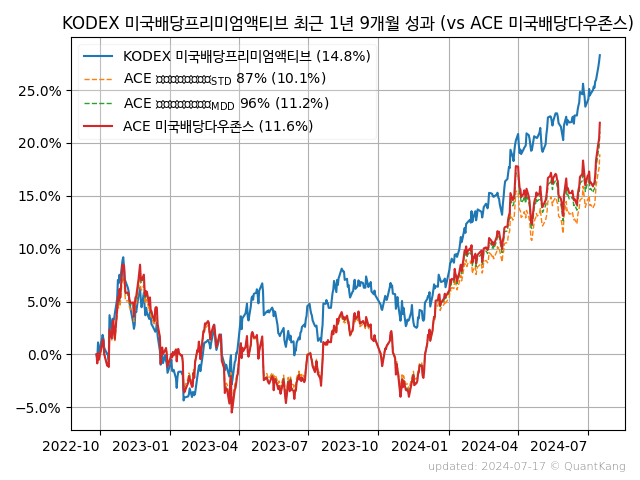 KODEX 미국배당프리미엄액티브 최근 1년 9개월 성과 (vs ACE 미국배당다우존스)
KODEX 미국배당프리미엄액티브 (14.8%)
ACE □□□□□□□□STD 87% (10.1%)
ACE □□□□□□□□MDD 96% (11.2%)
ACE 미국배당다우존스 (11.6%)
25.0%
20.0%
15.0%
10.0%
5.0%
0.0%
−5.0%
2022-10 2023-01 2023-04 2023-07 2023-10 2024-01 2024-04 2024-07
updated: 2024-07-17 © QuantKang